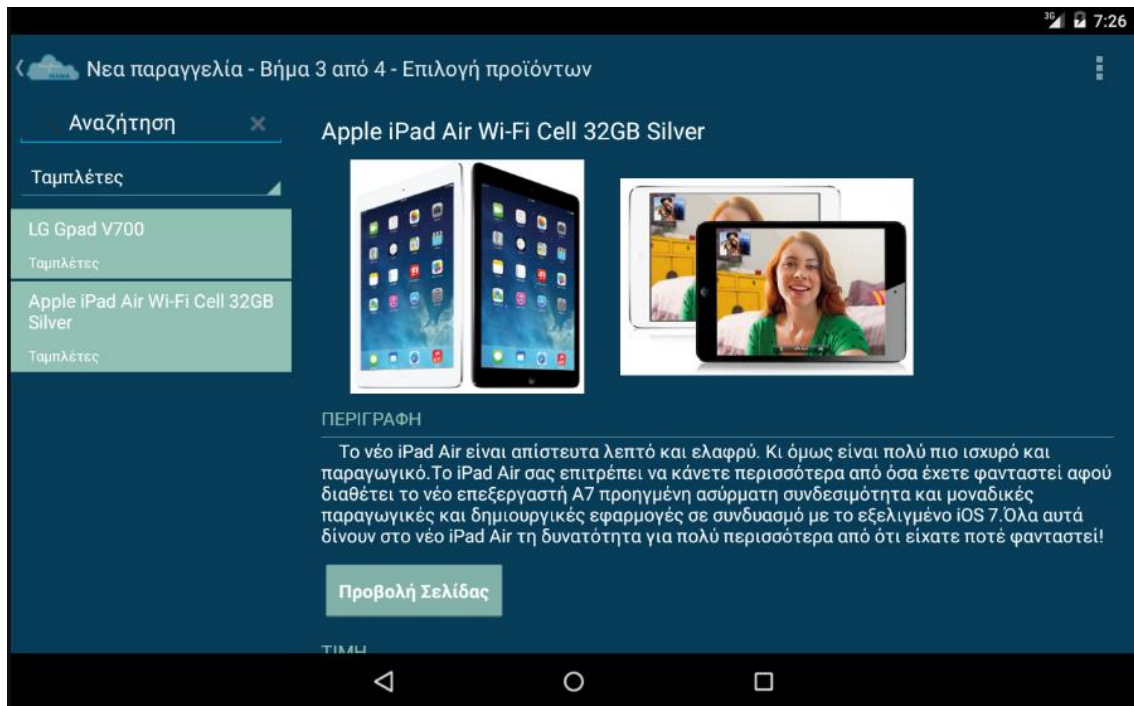 3G 7:26
Νεα παραγγελία - Βήμα 3 από 4 - Επιλογή προϊόντων
Αναζήτηση
Ταμπλέτες
LG Gpad V700
Ταμπλέτες
Apple iPad Air Wi-Fi Cell 32GB
Silver
Ταμπλέτες
Apple iPad Air Wi-Fi Cell 32GB Silver
ΠΕΡΙΓΡΑΦΗ
Το νέο iPad Air είναι απίστευτα λεπτό και ελαφρύ. Κι όμως είναι πολύ πιο ισχυρό και
παραγωγικό.Το iPad Air σας επιτρέπει να κάνετε περισσότερα από όσα έχετε φανταστεί αφού
διαθέτει το νέο επεξεργαστή A7 προηγμένη ασύρματη συνδεσιμότητα και μοναδικές
παραγωγικές και δημιουργικές εφαρμογές σε συνδυασμό με το εξελιγμένο iOS 7.Όλα αυτά
δίνουν στο νέο iPad Air τη δυνατότητα για πολύ περισσότερα από ότι είχατε ποτέ φανταστεί!
Προβολή Σελίδας
ΤΙΜΗ